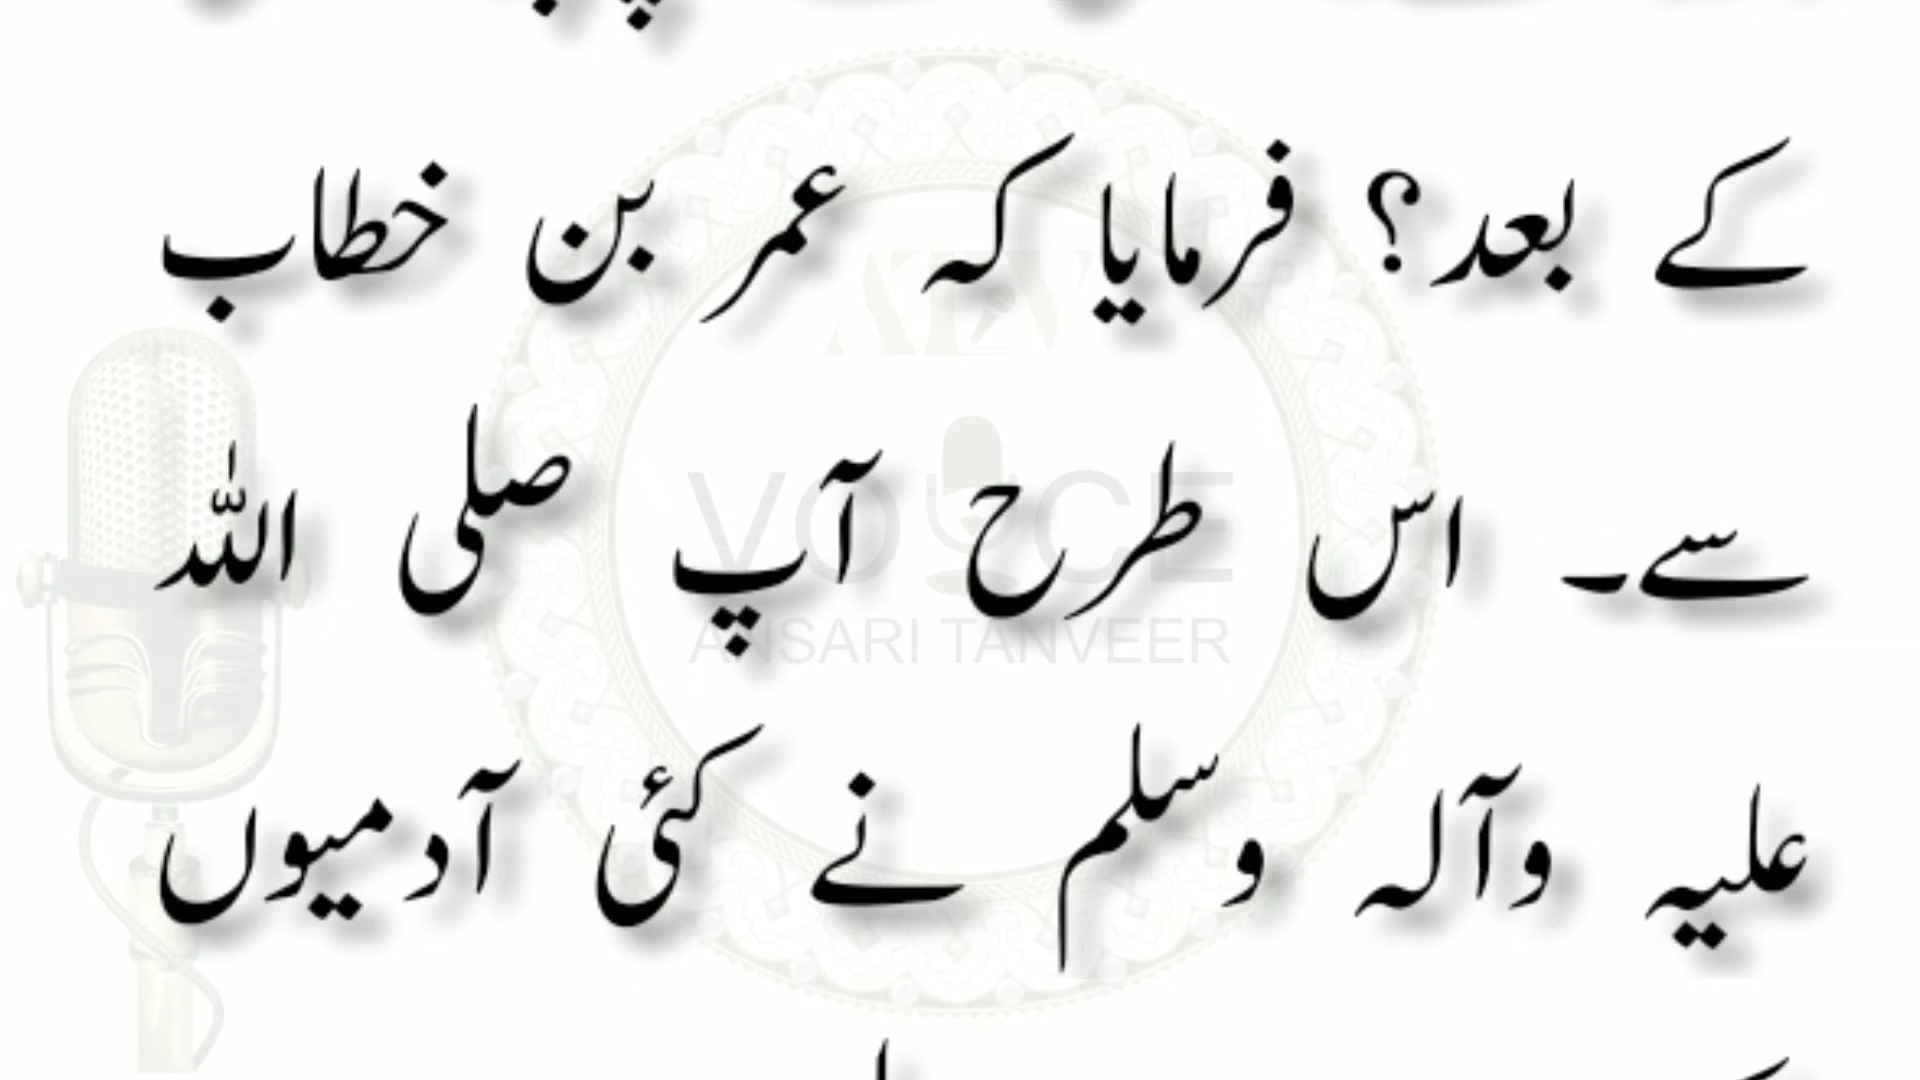 کے بعد؟ فرمایا کہ عمر بن خطاب
سے۔ اس طرح آپ صلی اللہ
علیہ وآلہ وسلم نے کئی آدمیوں
ATV
VOICE
ANSARI TANVEER